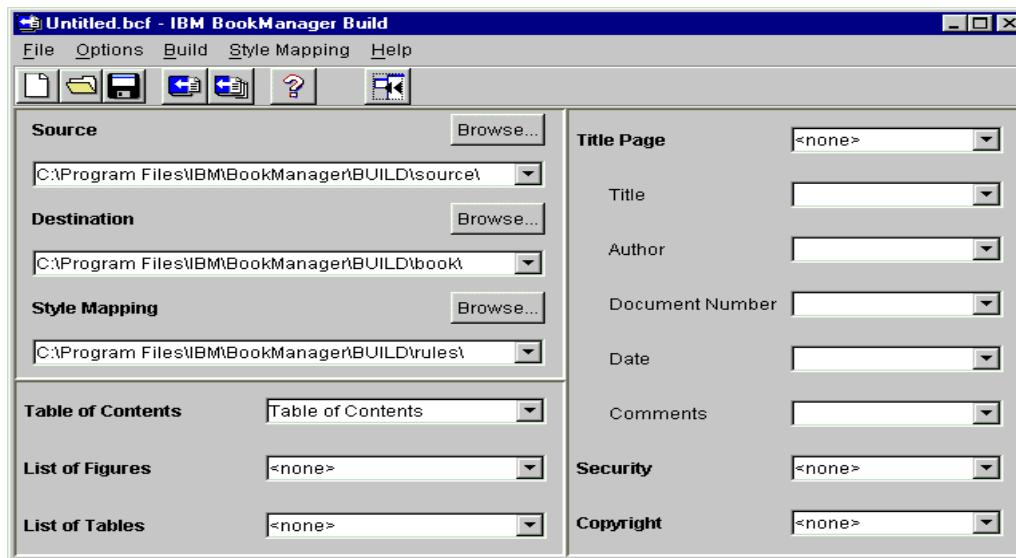 Untitled.bcf - IBM BookManager Build
File Options Build Style Mapping Help
Source Browse...
C:\Program Files\IBM\BookManager\BUILD\source\
Destination Browse...
C:\Program Files\IBM\BookManager\BUILD\book\
Style Mapping Browse...
C:\Program Files\IBM\BookManager\BUILD\rules\
Table of Contents Table of Contents
List of Figures <none>
List of Tables <none>
Title Page <none>
Title
Author
Document Number
Date
Comments
Security <none>
Copyright <none>